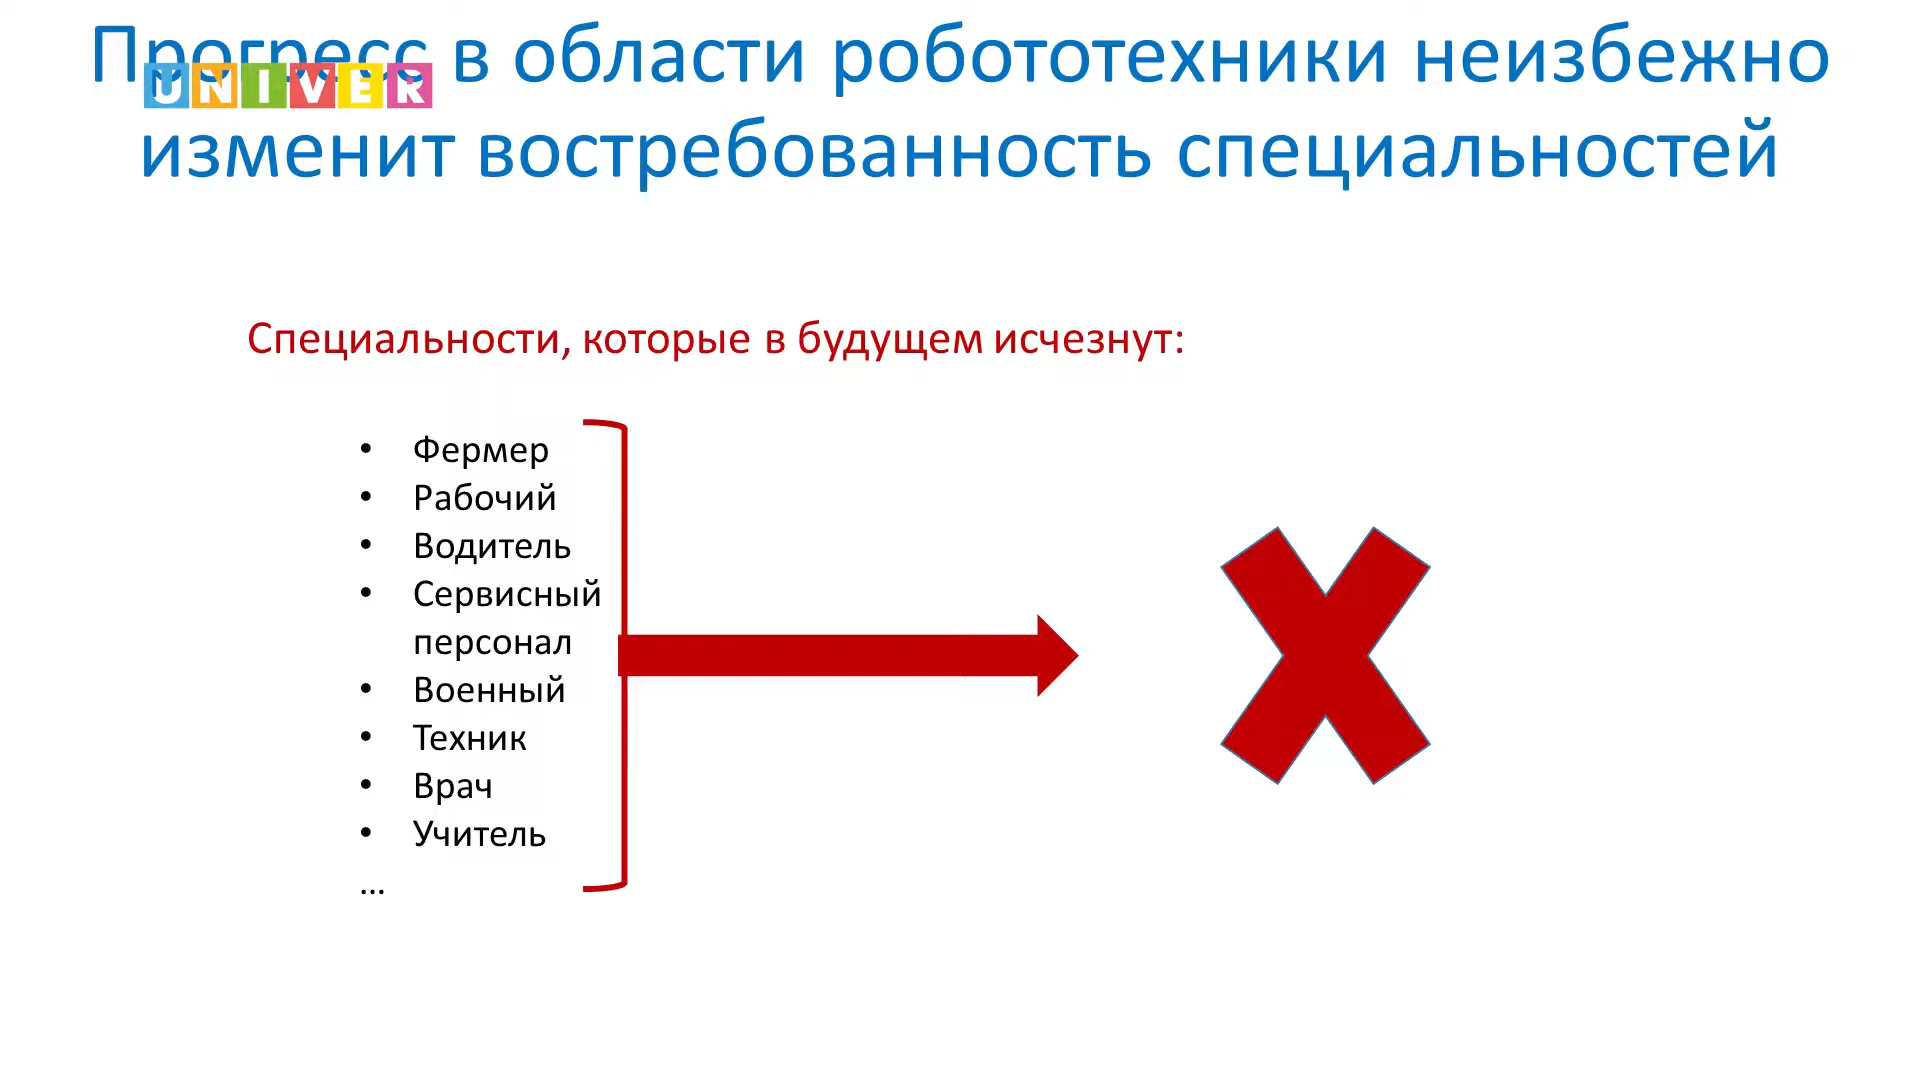 Прогресс в области робототехники неизбежно
UNIVER
изменит востребованность специальностей
Специальности, которые в будущем исчезнут:
• Фермер
• Рабочий
• Водитель
• Сервисный
персонал
• Военный
• Техник
• Врач
• Учитель
...